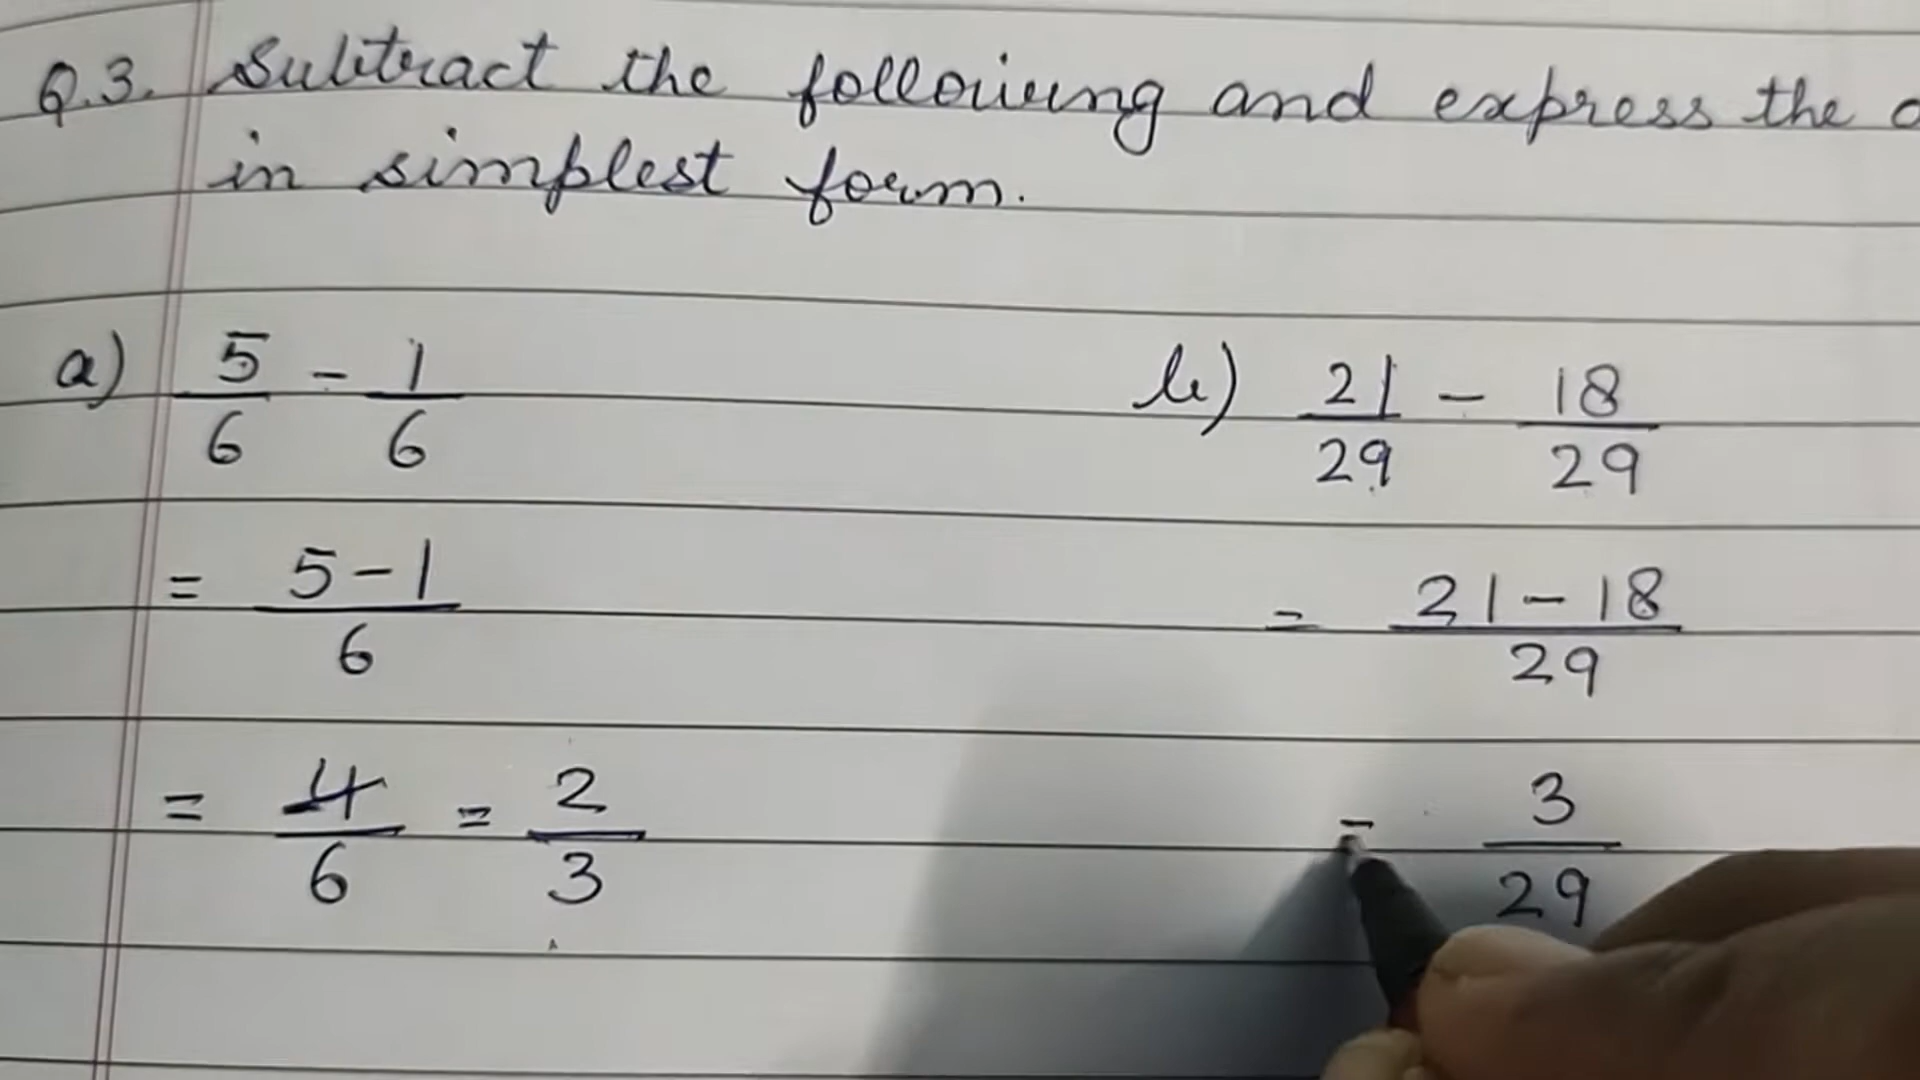 Q.3. Subtract the following and express the
in simplest form.
a) 5/6 - 1/6
= 5-1/6
= 4/6 = 2/3
b) 21/29 - 18/29
= 21-18/29
= 3/29